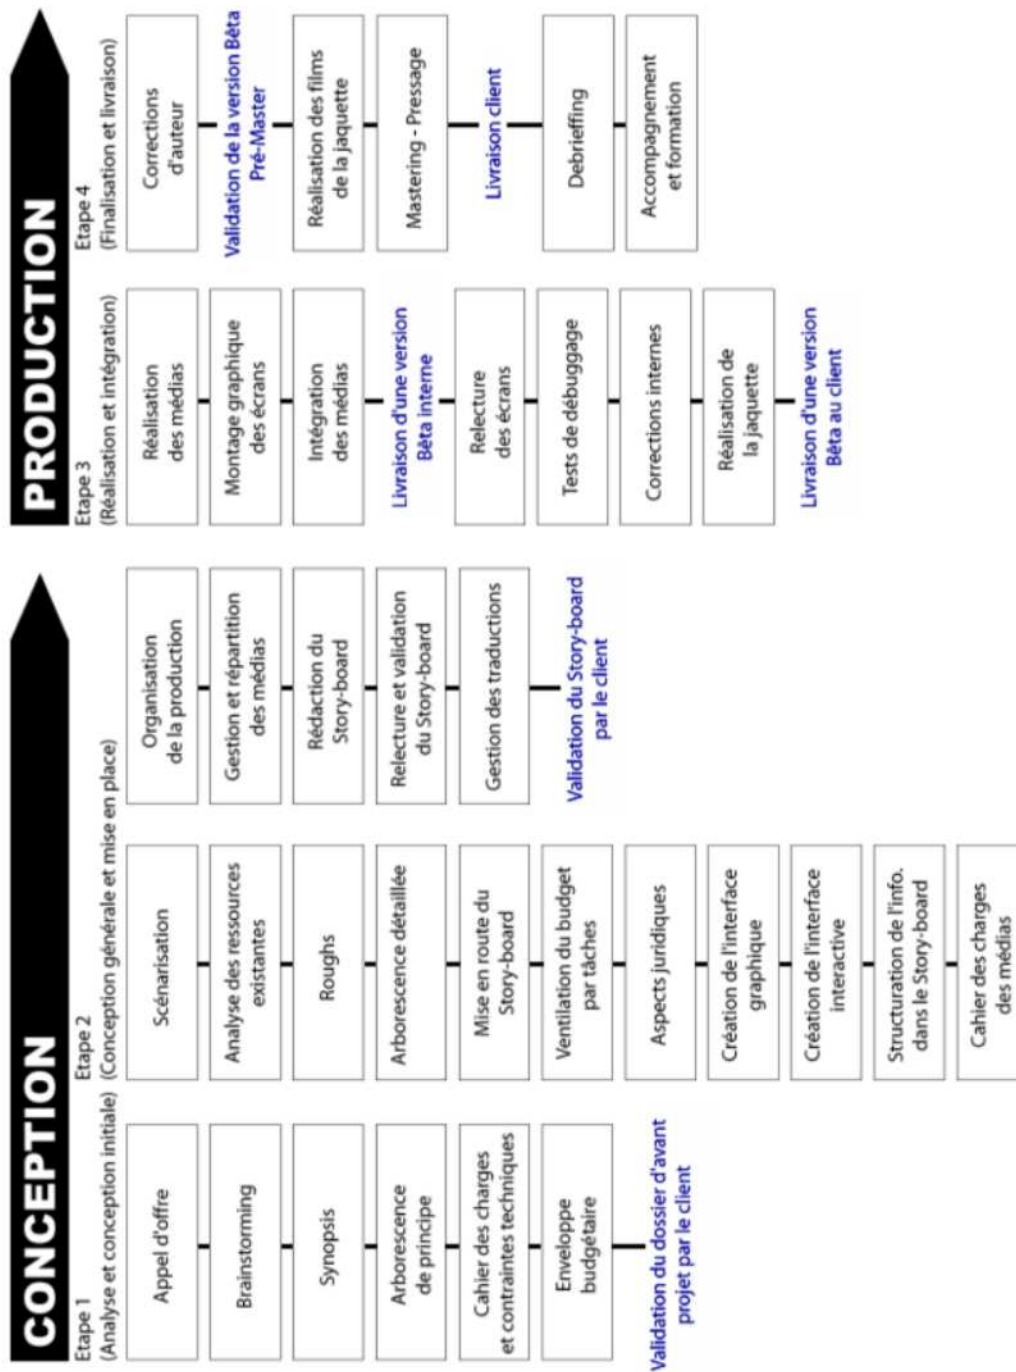 CONCEPTION
Etape 1
(Analyse et conception initiale)
Appel d'offre
Brainstorming
Synopsis
Arborescence
de principe
Cahier des charges
et contraintes techniques
Enveloppe
budgétaire
Validation du dossier d'avant
projet par le client
Etape 2
(Conception générale et mise en place)
Scénarisation
Analyse des ressources
existantes
Roughs
Arborescence détaillée
Mise en route du
Story-board
Ventilation du budget
par tâches
Aspects juridiques
Création de l'interface
graphique
Création de l'interface
interactive
Structuration de l'info.
dans le Story-board
Cahier des charges
des médias
Organisation
de la production
Gestion et répartition
des médias
Rédaction du
Story-board
Relecture et validation
du Story-board
Gestion des traductions
Validation du Story-board
par le client
PRODUCTION
Etape 3
(Réalisation et intégration)
Réalisation
des médias
Montage graphique
des écrans
Intégration
des médias
Livraison d'une version
Bêta interne
Relecture
des écrans
Tests de débuggage
Corrections internes
Réalisation de
la jaquette
Livraison d'une version
Bêta au client
Etape 4
(Finalisation et livraison)
Corrections
d'auteur
Validation de la version Bêta
Pré-Master
Réalisation des films
de la jaquette
Mastering - Pressage
Livraison client
Debrieffing
Accompagnement
et formation